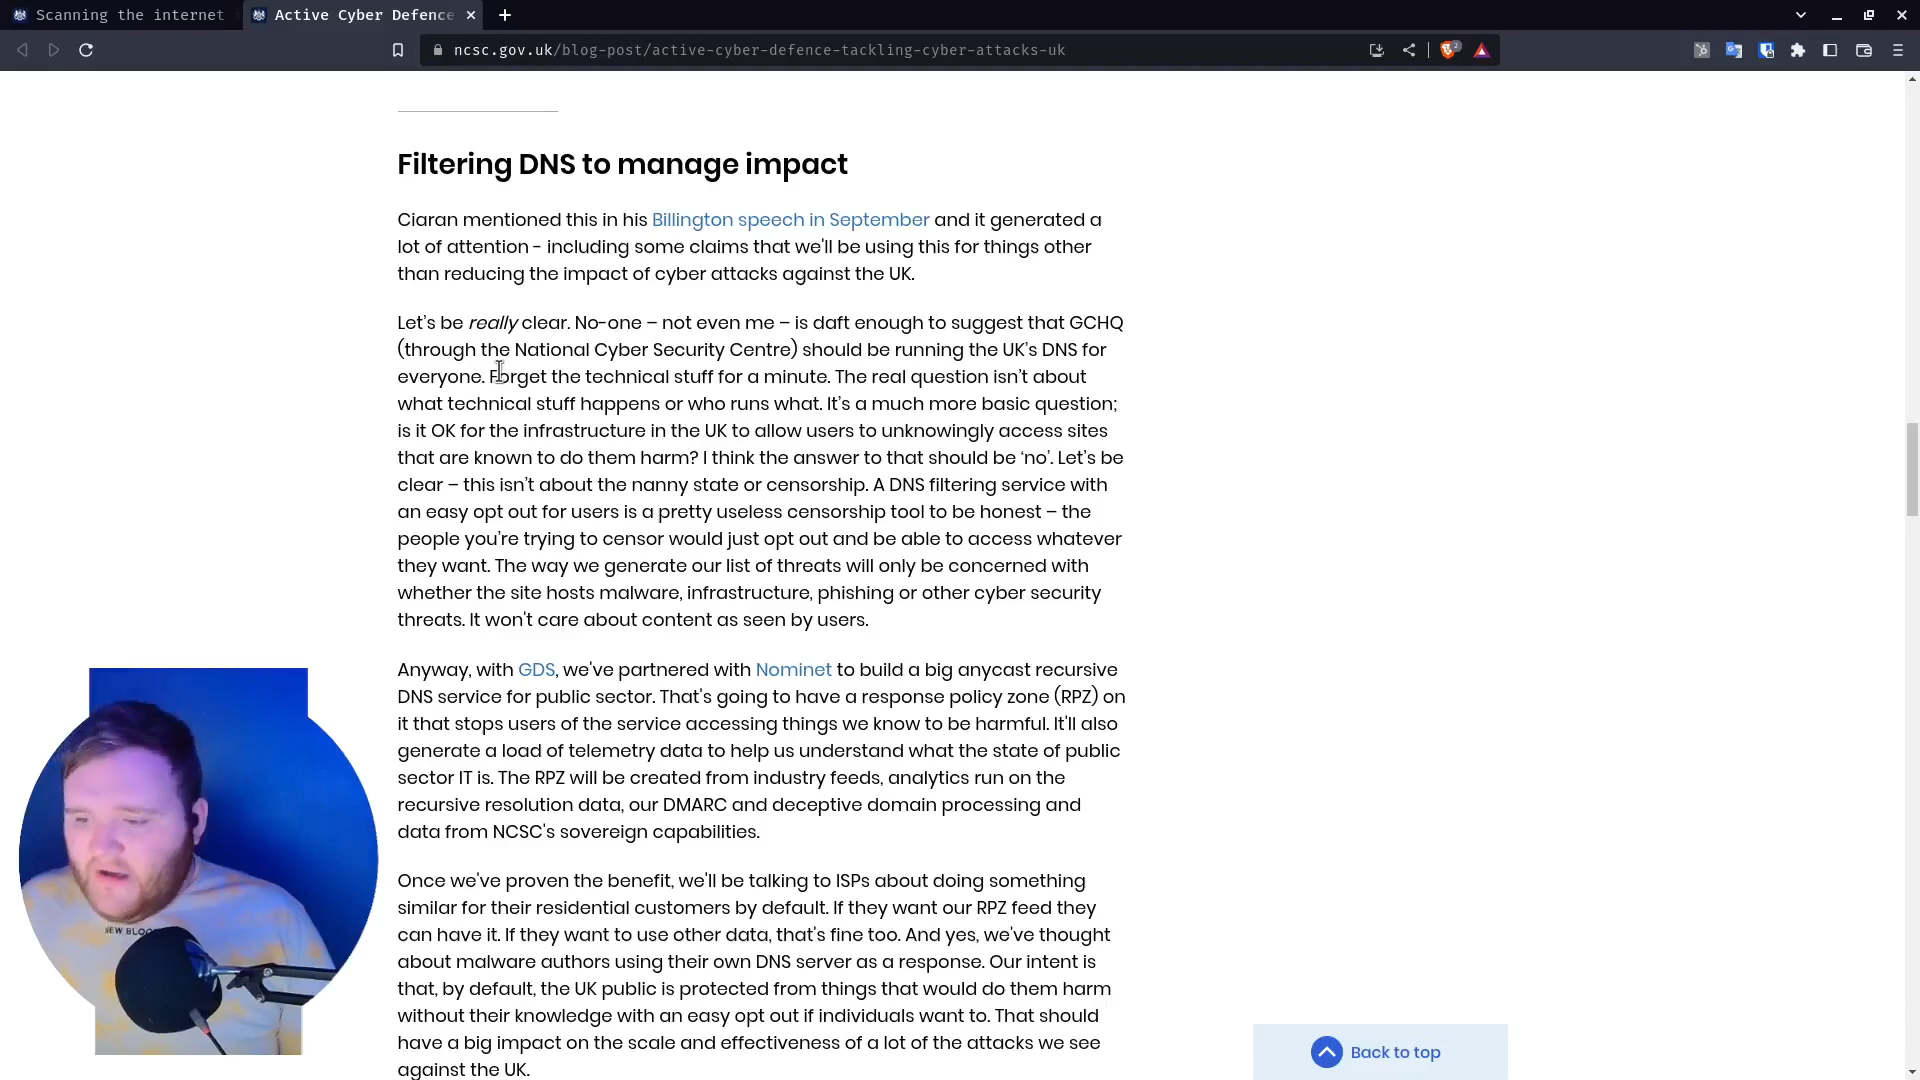 Scanning the internet
Active Cyber Defence
ncsc.gov.uk/blog-post/active-cyber-defence-tackling-cyber-attacks-uk
2
Filtering DNS to manage impact
Ciaran mentioned this in his Billington speech in September and it generated a
lot of attention - including some claims that we'll be using this for things other
than reducing the impact of cyber attacks against the UK.
Let’s be really clear. No-one – not even me – is daft enough to suggest that GCHQ
(through the National Cyber Security Centre) should be running the UK’s DNS for
everyone. Forget the technical stuff for a minute. The real question isn’t about
what technical stuff happens or who runs what. It’s a much more basic question;
is it OK for the infrastructure in the UK to allow users to unknowingly access sites
that are known to do them harm? I think the answer to that should be ‘no’. Let’s be
clear – this isn’t about the nanny state or censorship. A DNS filtering service with
an easy opt out for users is a pretty useless censorship tool to be honest – the
people you’re trying to censor would just opt out and be able to access whatever
they want. The way we generate our list of threats will only be concerned with
whether the site hosts malware, infrastructure, phishing or other cyber security
threats. It won't care about content as seen by users.
Anyway, with GDS, we've partnered with Nominet to build a big anycast recursive
DNS service for public sector. That's going to have a response policy zone (RPZ) on
it that stops users of the service accessing things we know to be harmful. It'll also
generate a load of telemetry data to help us understand what the state of public
sector IT is. The RPZ will be created from industry feeds, analytics run on the
recursive resolution data, our DMARC and deceptive domain processing and
data from NCSC's sovereign capabilities.
Once we've proven the benefit, we'll be talking to ISPs about doing something
similar for their residential customers by default. If they want our RPZ feed they
can have it. If they want to use other data, that's fine too. And yes, we've thought
about malware authors using their own DNS server as a response. Our intent is
that, by default, the UK public is protected from things that would do them harm
without their knowledge with an easy opt out if individuals want to. That should
have a big impact on the scale and effectiveness of a lot of the attacks we see
against the UK.
NEW BLOO
Back to top